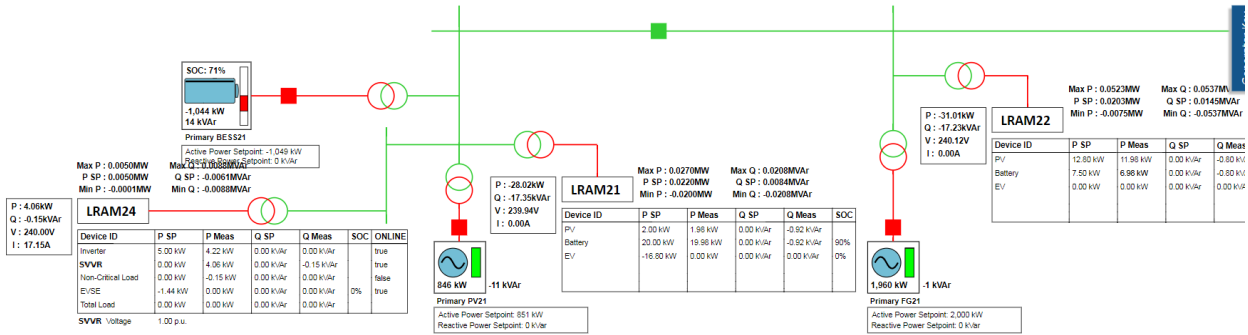 SOC: 71%
-1,044 kW
14 kVAr
Primary BESS21
Active Power Setpoint: -1,049 kW
Reactive Power Setpoint: 0 kVAr
Max P : 0.0050MW Max Q : 0.0088MVAr
P SP : 0.0050MW Q SP : -0.0061MVAr
Min P : -0.0001MW Min Q : -0.0088MVAr
P : 4.06kW
Q : -0.15kVAr
V : 240.00V
I : 17.15A
LRAM24
Device ID P SP P Meas Q SP Q Meas SOC ONLINE
Inverter 5.00 kW 4.22 kW 0.00 kVAr 0.00 kVAr true
SVVR 0.00 kW 4.06 kW 0.00 kVAr -0.15 kVAr true
Non-Critical Load 0.00 kW -0.15 kW 0.00 kVAr 0.00 kVAr false
EVSE -1.44 kW 0.00 kW 0.00 kVAr 0.00 kVAr 0% true
Total Load 0.00 kW 0.00 kW 0.00 kVAr 0.00 kVAr
SVVR Voltage 1.00 p.u.
P : -28.02kW
Q : -17.35kVAr
V : 239.94V
I : 0.00A
LRAM21
Max P : 0.0270MW Max Q : 0.0208MVAr
P SP : 0.0220MW Q SP : 0.0084MVAr
Min P : -0.0200MW Min Q : -0.0208MVAr
Device ID P SP P Meas Q SP Q Meas SOC
PV 2.00 kW 1.98 kW 0.00 kVAr -0.92 kVAr
Battery 20.00 kW 19.98 kW 0.00 kVAr -0.92 kVAr 90%
EV -16.80 kW 0.00 kW 0.00 kVAr 0.00 kVAr 0%
846 kW -11 kVAr
Primary PV21
Active Power Setpoint: 851 kW
Reactive Power Setpoint: 0 kVar
P : -31.01kW
Q : -17.23kVAr
V : 240.12V
I : 0.00A
LRAM22
Max P : 0.0523MW Max Q : 0.0537MVAr
P SP : 0.0203MW Q SP : 0.0145MVAr
Min P : -0.0075MW Min Q : -0.0537MVAr
Device ID P SP P Meas Q SP Q Meas
PV 12.80 kW 11.98 kW 0.00 kVAr -0.80 kVAr
Battery 7.50 kW 6.98 kW 0.00 kVAr -0.80 kVAr
EV 0.00 kW 0.00 kW 0.00 kVAr 0.00 kVAr
1,960 kW -1 kVAr
Primary FG21
Active Power Setpoint: 2,000 kW
Reactive Power Setpoint: 0 kVar